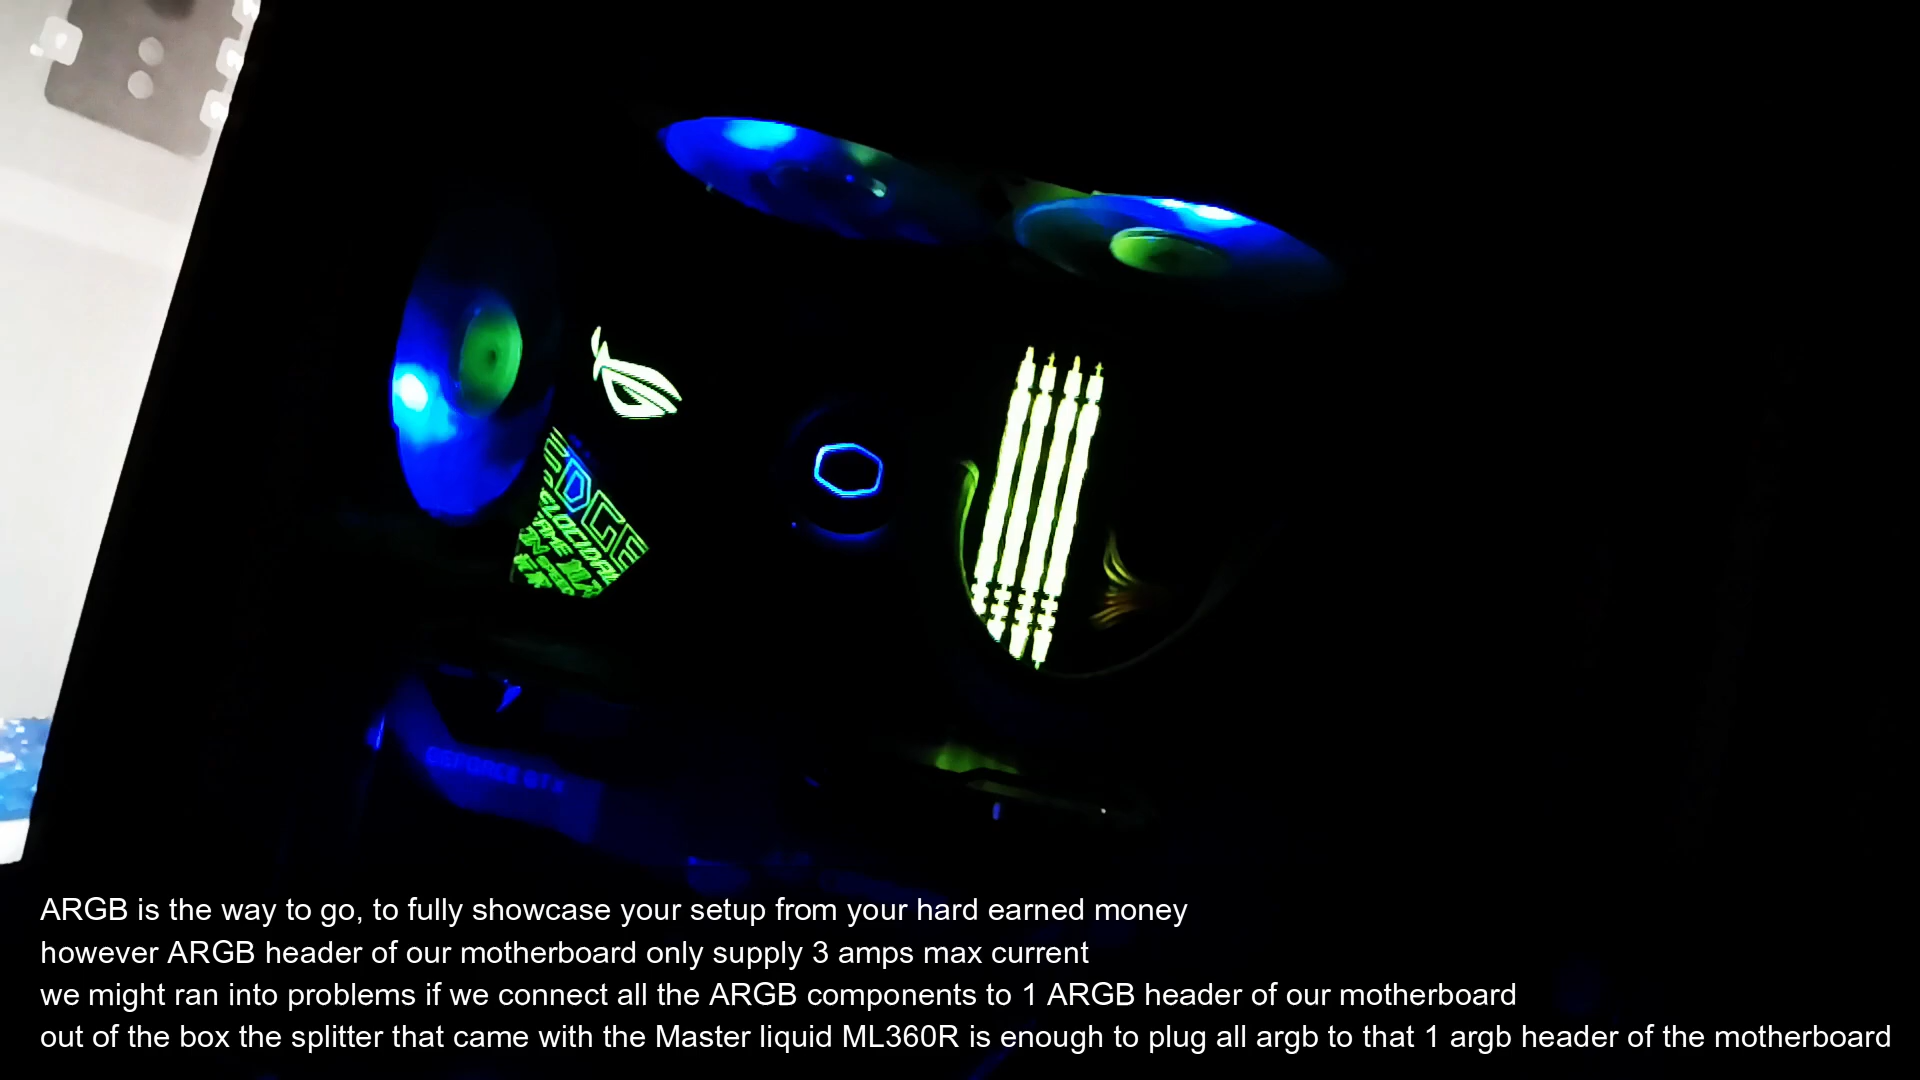 EDGE
GEFORCE GTX
ARGB is the way to go, to fully showcase your setup from your hard earned money
however ARGB header of our motherboard only supply 3 amps max current
we might ran into problems if we connect all the ARGB components to 1 ARGB header of our motherboard
out of the box the splitter that came with the Master liquid ML360R is enough to plug all argb to that 1 argb header of the motherboard